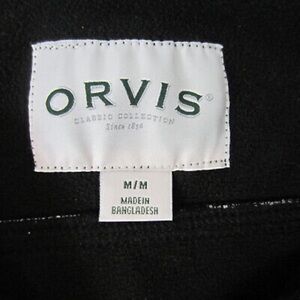 ORVIS®
CLASSIC COLLECTION
Since 1856
M/M
MADE IN
BANGLADESH